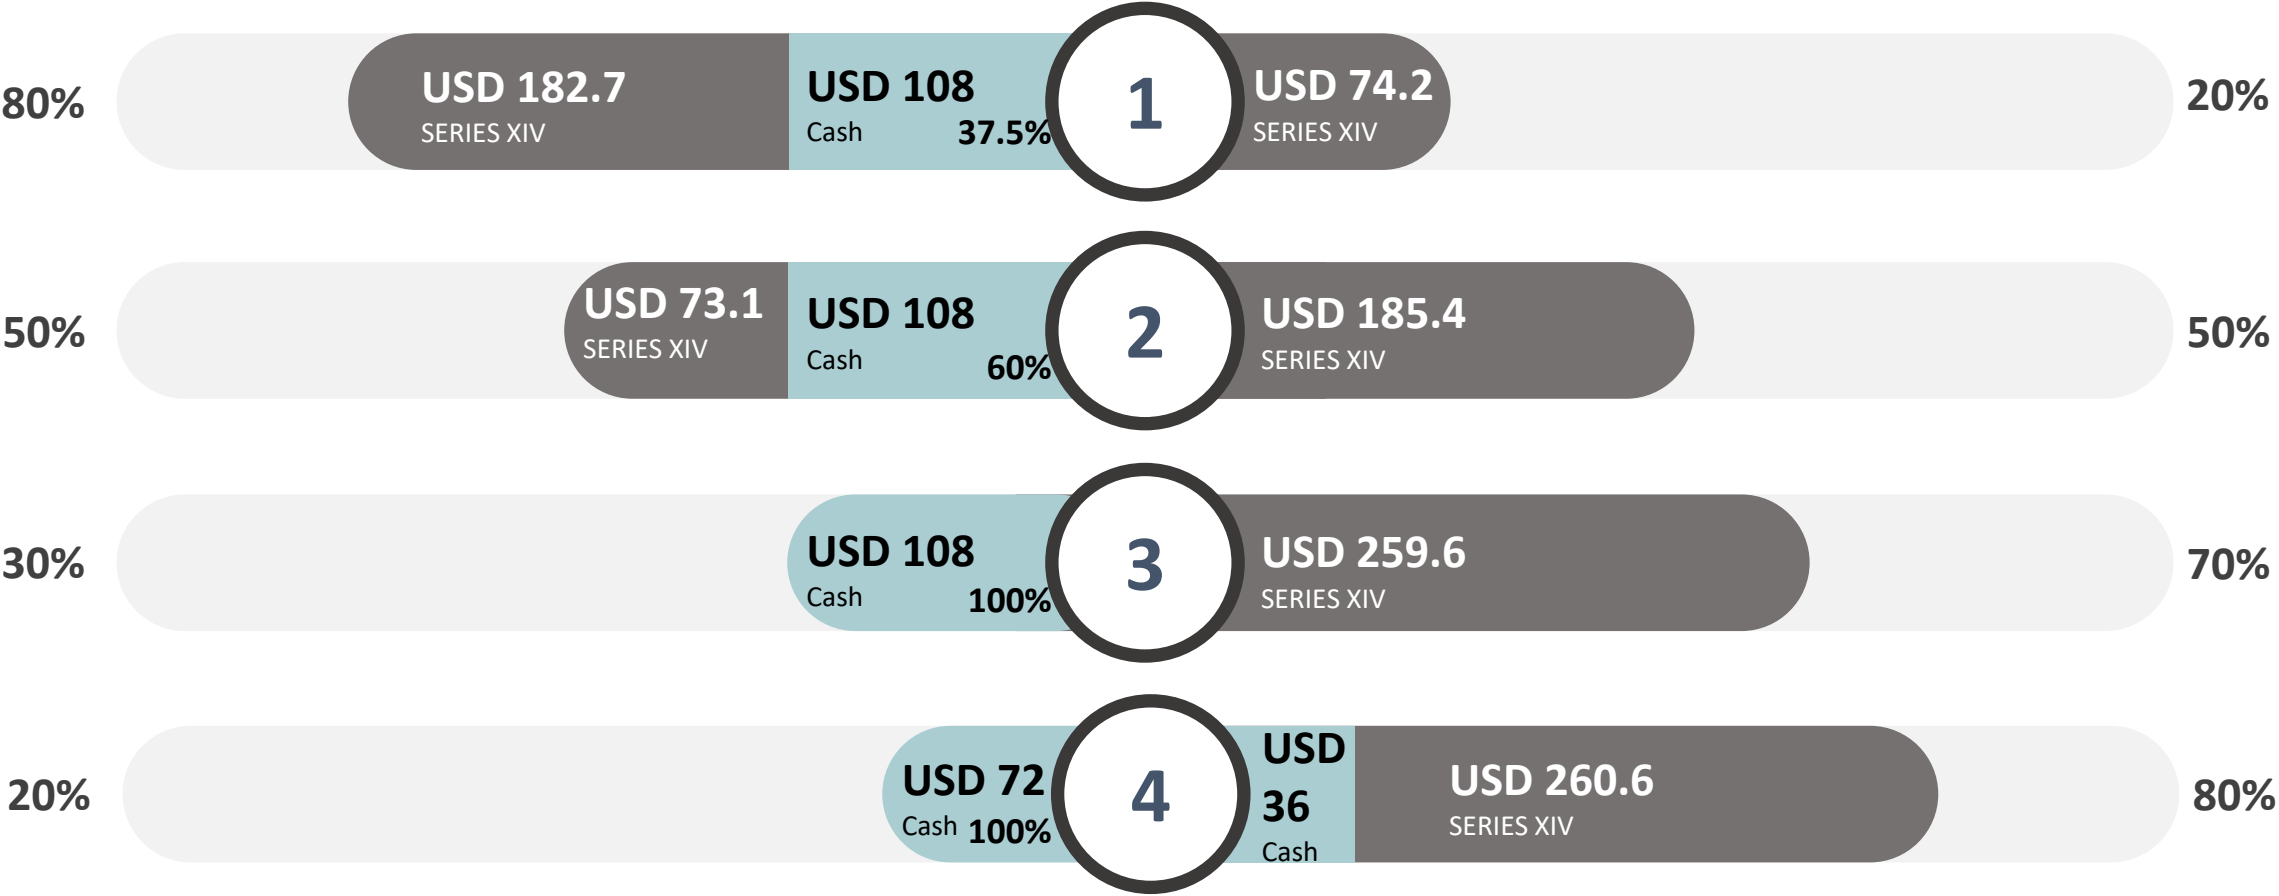 80%
USD 182.7
SERIES XIV
USD 108
Cash 37.5%
1
USD 74.2
SERIES XIV
20%
50%
USD 73.1
SERIES XIV
USD 108
Cash 60%
2
USD 185.4
SERIES XIV
50%
30%
USD 108
Cash 100%
3
USD 259.6
SERIES XIV
70%
20%
USD 72
Cash 100%
4
USD
36
Cash
USD 260.6
SERIES XIV
80%